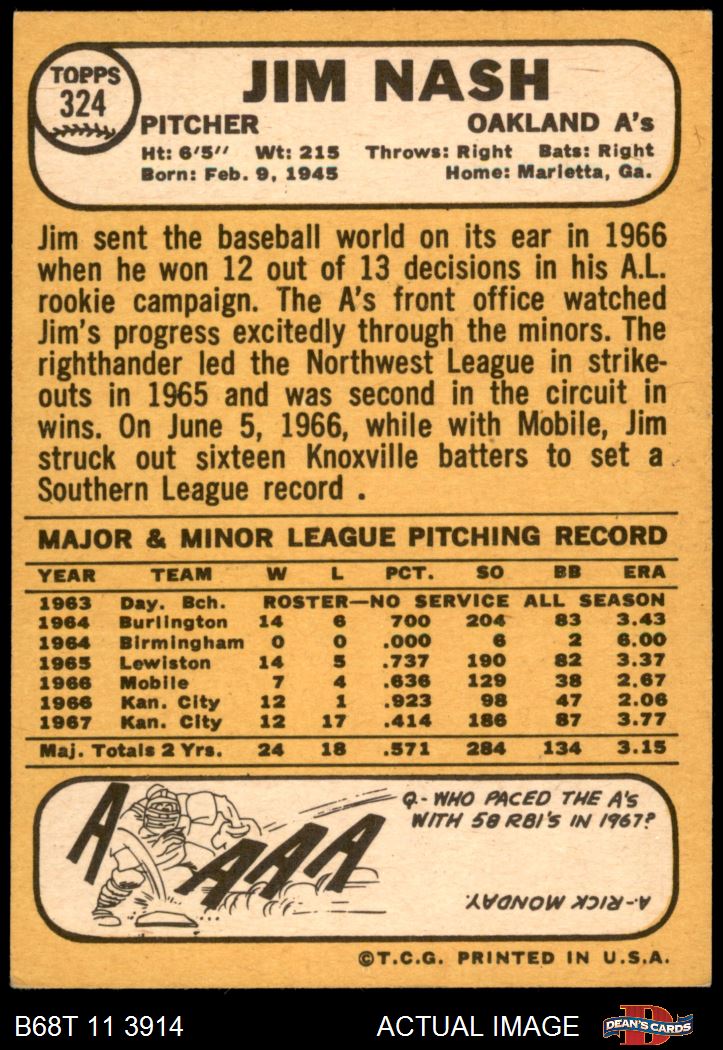 TOPPS
324
JIM NASH
PITCHER OAKLAND A's
Ht: 6'5" Wt: 215 Throws: Right Bats: Right
Born: Feb. 9, 1945 Home: Marietta, Ga.
Jim sent the baseball world on its ear in 1966
when he won 12 out of 13 decisions in his A.L.
rookie campaign. The A's front office watched
Jim's progress excitedly through the minors. The
righthander led the Northwest League in strike-
outs in 1965 and was second in the circuit in
wins. On June 5, 1966, while with Mobile, Jim
struck out sixteen Knoxville batters to set a
Southern League record .
MAJOR & MINOR LEAGUE PITCHING RECORD
YEAR TEAM W L PCT. SO BB ERA
1963 Day. Bch. ROSTER—NO SERVICE ALL SEASON
1964 Burlington 14 6 700 204 83 3.43
1964 Birmingham 0 0 .000 6 2 6.00
1965 Lewiston 14 5 .737 190 82 3.37
1966 Mobile 7 4 .636 129 38 2.67
1966 Kan. City 12 1 .923 98 47 2.06
1967 Kan. City 12 17 .414 186 87 3.77
Maj. Totals 2 Yrs. 24 18 .571 284 134 3.15
A AAA
Q.- WHO PACED THE A'S
WITH 58 RBI'S IN 1967?
A.- RICK MONDAY.
©T.C.G. PRINTED IN U.S.A.
B68T 11 3914 ACTUAL IMAGE D DEAN'S CARDS